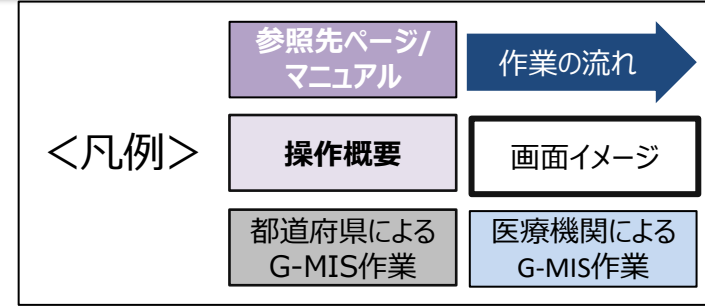 <凡例>
参照先ページ/
マニュアル
作業の流れ
操作概要
画面イメージ
都道府県による
G-MIS作業
医療機関による
G-MIS作業